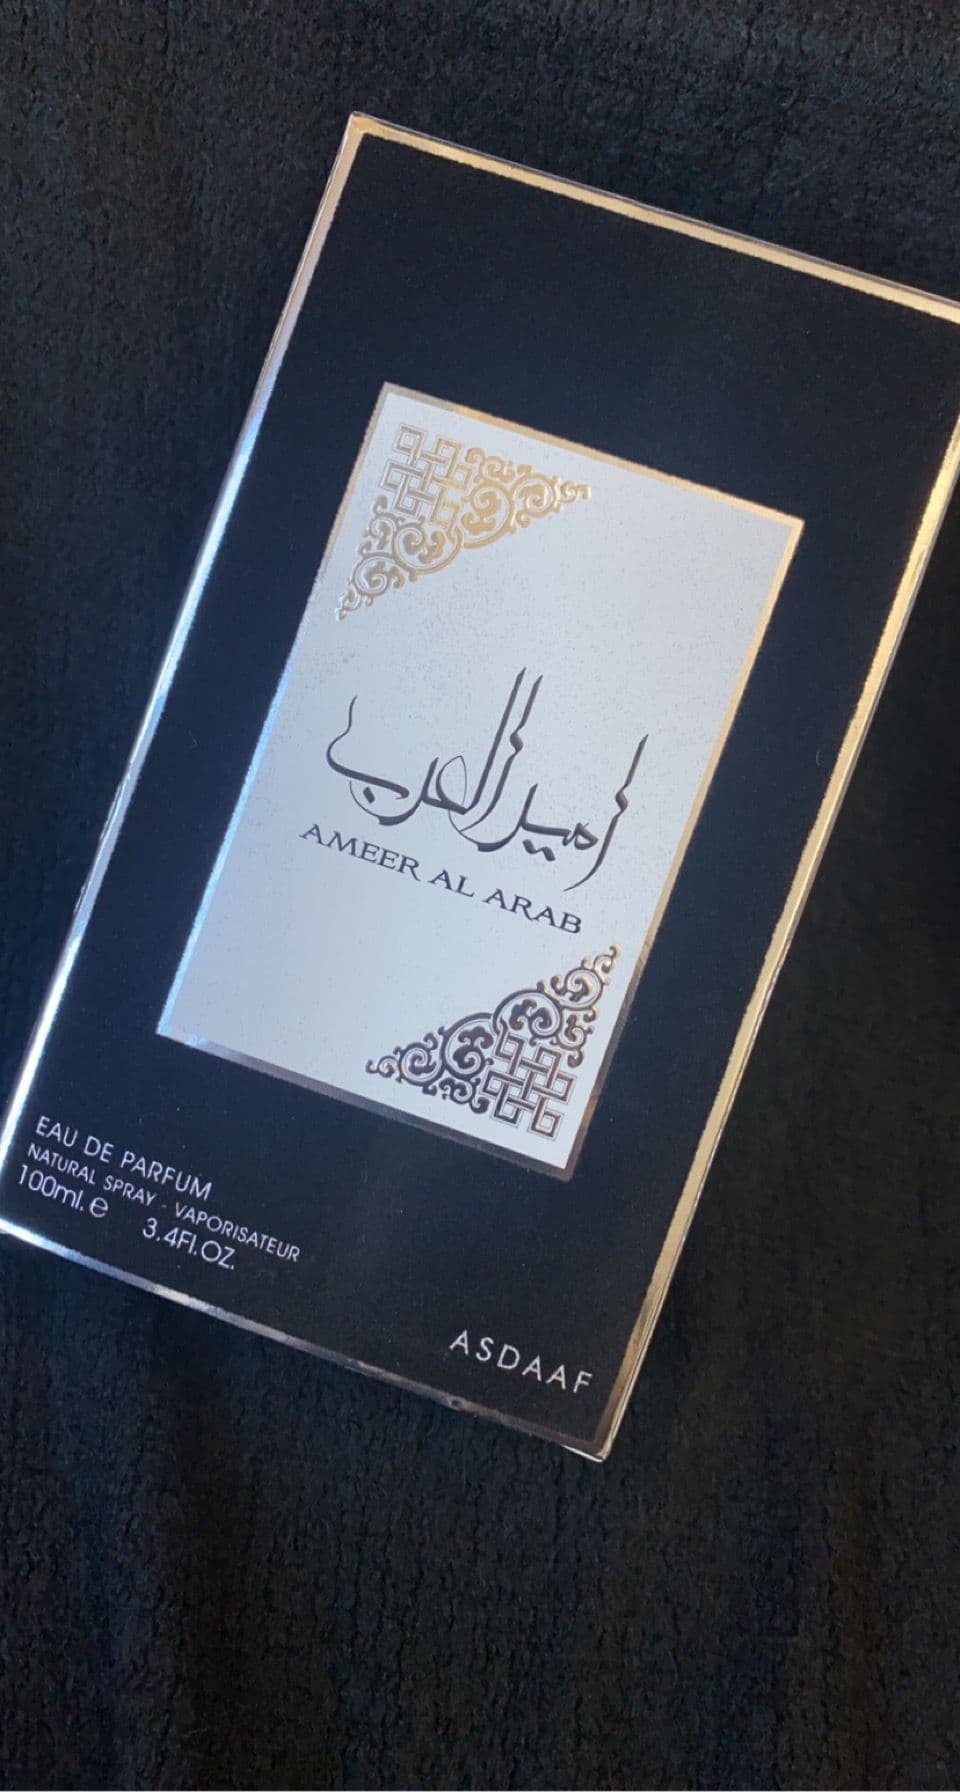 أمير العرب
AMEER AL ARAB
EAU DE PARFUM
NATURAL SPRAY - VAPORISATEUR
100ml. e 3.4Fl.OZ.
ASDAAF